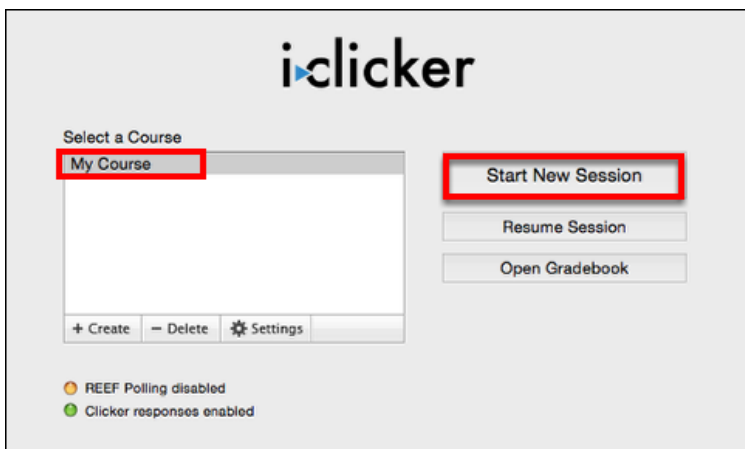 i▸clicker
Select a Course
My Course
Start New Session
Resume Session
Open Gradebook
+ Create − Delete Settings
REEF Polling disabled
Clicker responses enabled